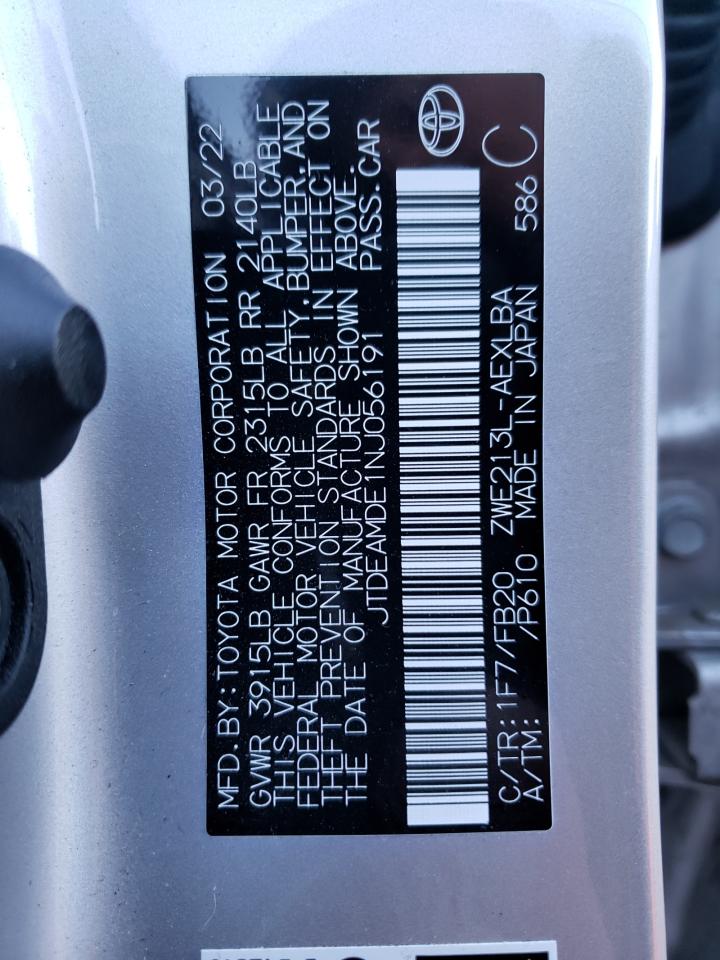 MFD.BY:TOYOTA MOTOR CORPORATION 03/22
GVWR 3915LB GAWR FR 2315LB RR 2140LB
THIS VEHICLE CONFORMS TO ALL APPLICABLE
FEDERAL MOTOR VEHICLE SAFETY,BUMPER,AND
THEFT PREVENTION STANDARDS IN EFFECT ON
THE DATE OF MANUFACTURE SHOWN ABOVE.
JTDEAMDE1NJ056191 PASS.CAR
C/TR:1F7/FB20 ZWE213L-AEXLBA
A/TM: /P610 MADE IN JAPAN 586 C